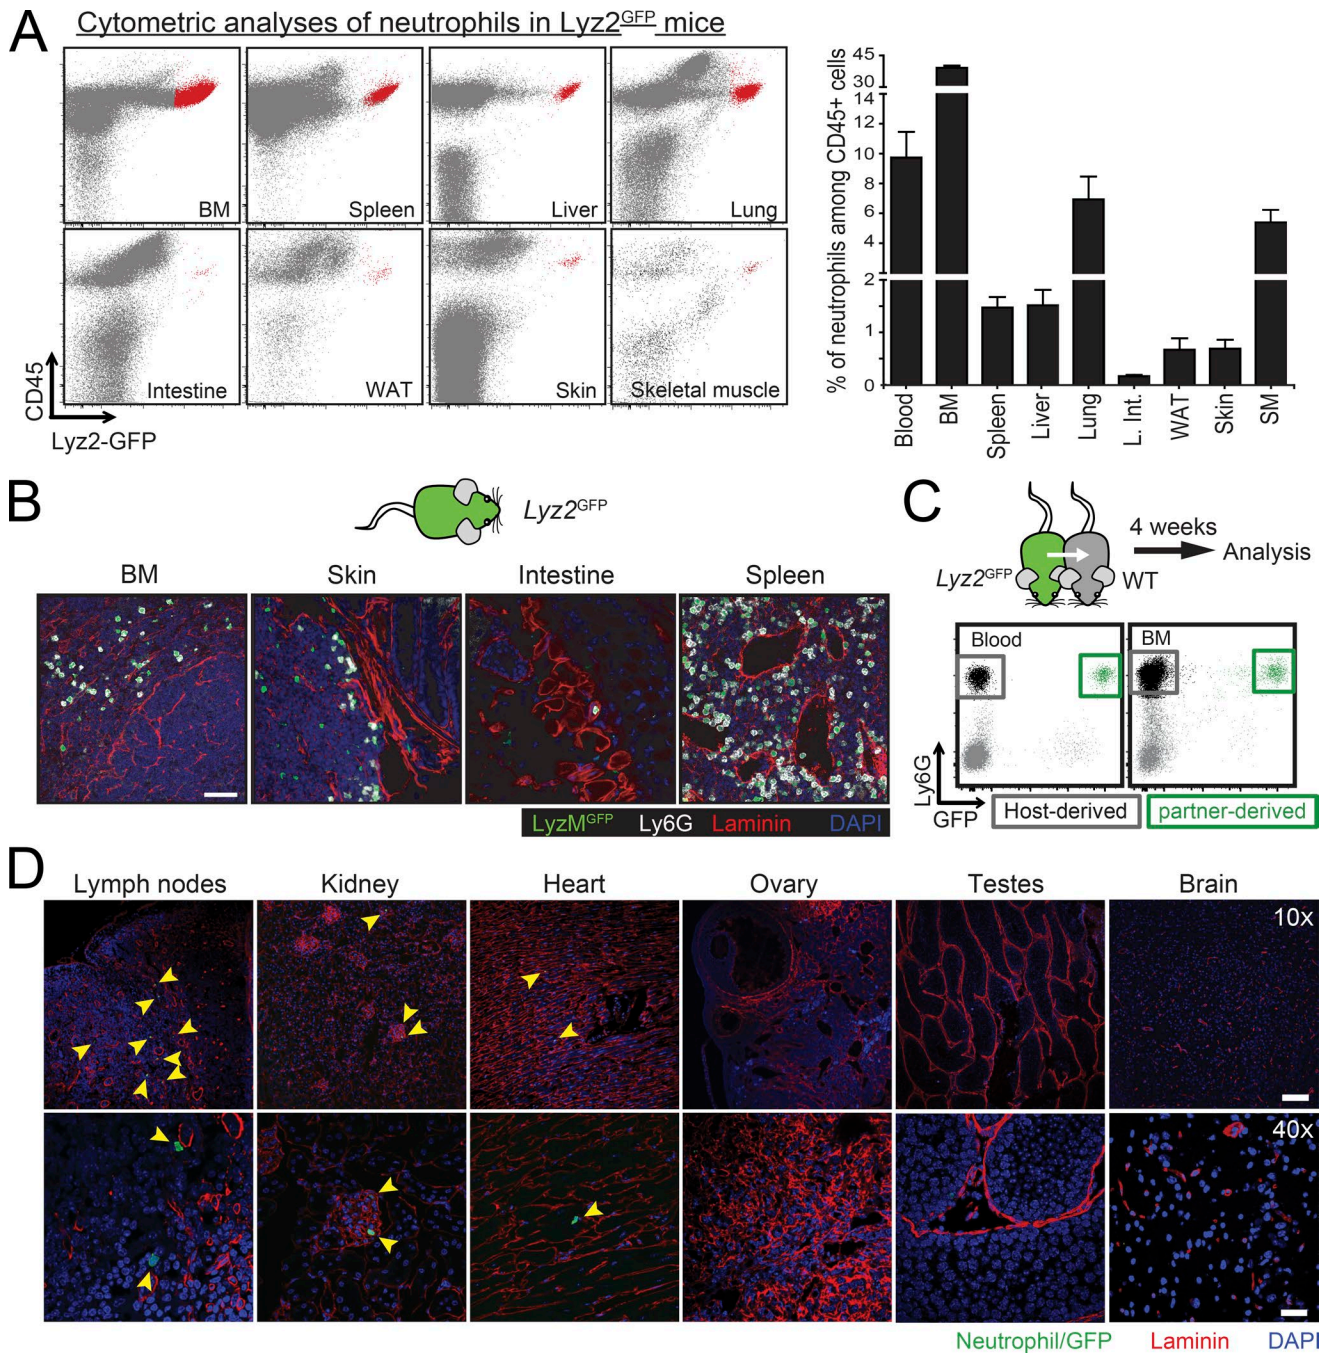 A
Cytometric analyses of neutrophils in Lyz2GFP mice
BM
Spleen
Liver
Lung
Intestine
WAT
Skin
Skeletal muscle
CD45
Lyz2-GFP
% of neutrophils among CD45+ cells
45
30
14
12
10
8
6
4
2
1
0
Blood
BM
Spleen
Liver
Lung
L. Int.
WAT
Skin
SM
B
Lyz2GFP
BM
Skin
Intestine
Spleen
LyzMGFP Ly6G Laminin DAPI
C
4 weeks
Analysis
Lyz2GFP
WT
Blood
BM
Ly6G
GFP
Host-derived
partner-derived
D
Lymph nodes
Kidney
Heart
Ovary
Testes
Brain
10x
40x
Neutrophil/GFP Laminin DAPI